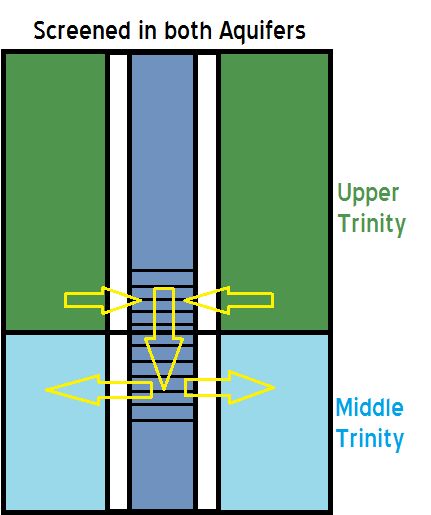 Screened in both Aquifers
Upper
Trinity
Middle
Trinity